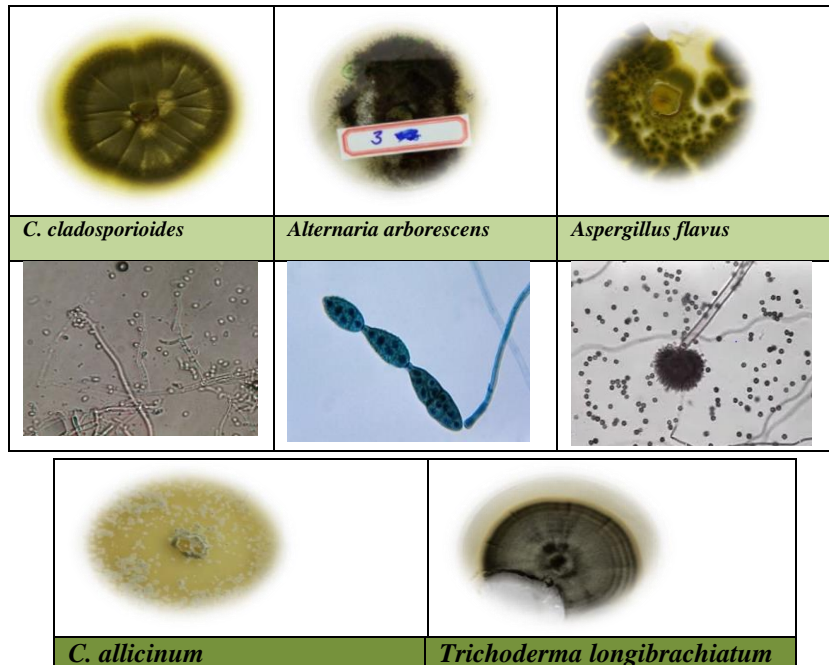 3
C. cladosporioides
Alternaria arborescens
Aspergillus flavus
C. allicinum
Trichoderma longibrachiatum